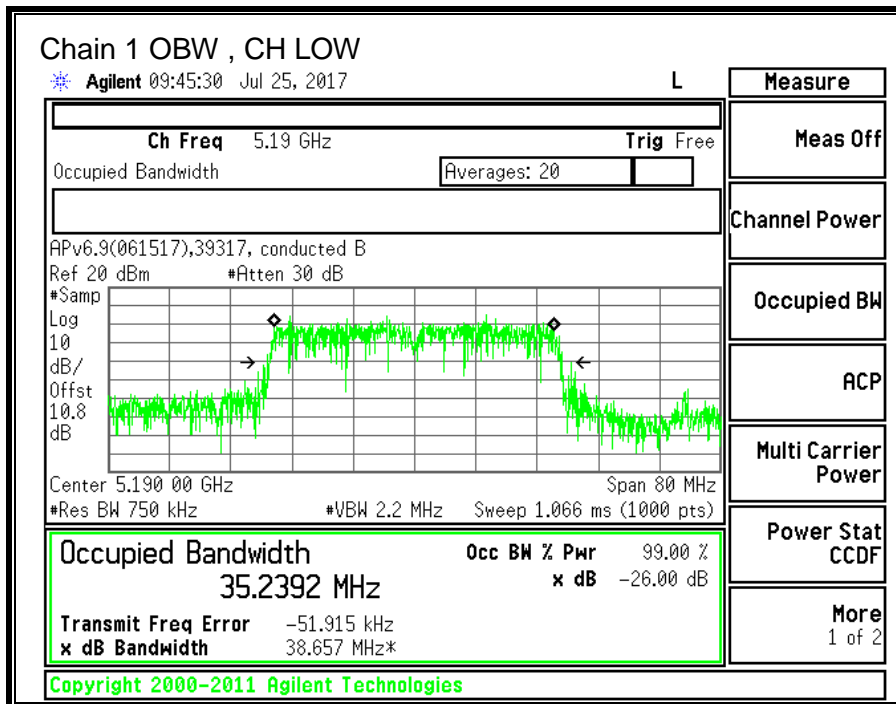 Chain 1 OBW , CH LOW
Agilent 09:45:30 Jul 25, 2017 L
Ch Freq 5.19 GHz Trig Free
Occupied Bandwidth Averages: 20
APv6.9(061517),39317, conducted B
Ref 20 dBm #Atten 30 dB
#Samp
Log
10
dB/
Offst
10.8
dB
Center 5.190 00 GHz Span 80 MHz
#Res BW 750 kHz #VBW 2.2 MHz Sweep 1.066 ms (1000 pts)
Occupied Bandwidth Occ BW % Pwr 99.00 %
35.2392 MHz x dB -26.00 dB
Transmit Freq Error -51.915 kHz
x dB Bandwidth 38.657 MHz*
Copyright 2000-2011 Agilent Technologies
Measure
Meas Off
Channel Power
Occupied BW
ACP
Multi Carrier
Power
Power Stat
CCDF
More
1 of 2